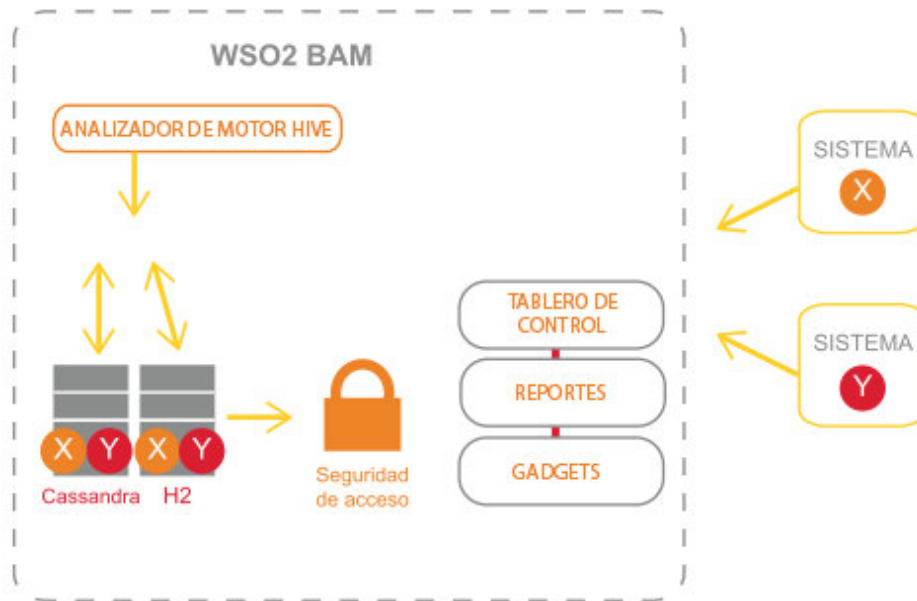 WSO2 BAM
ANALIZADOR DE MOTOR HIVE
SISTEMA
X
SISTEMA
Y
TABLERO DE
CONTROL
REPORTES
GADGETS
X Y X Y
Cassandra H2
Seguridad
de acceso